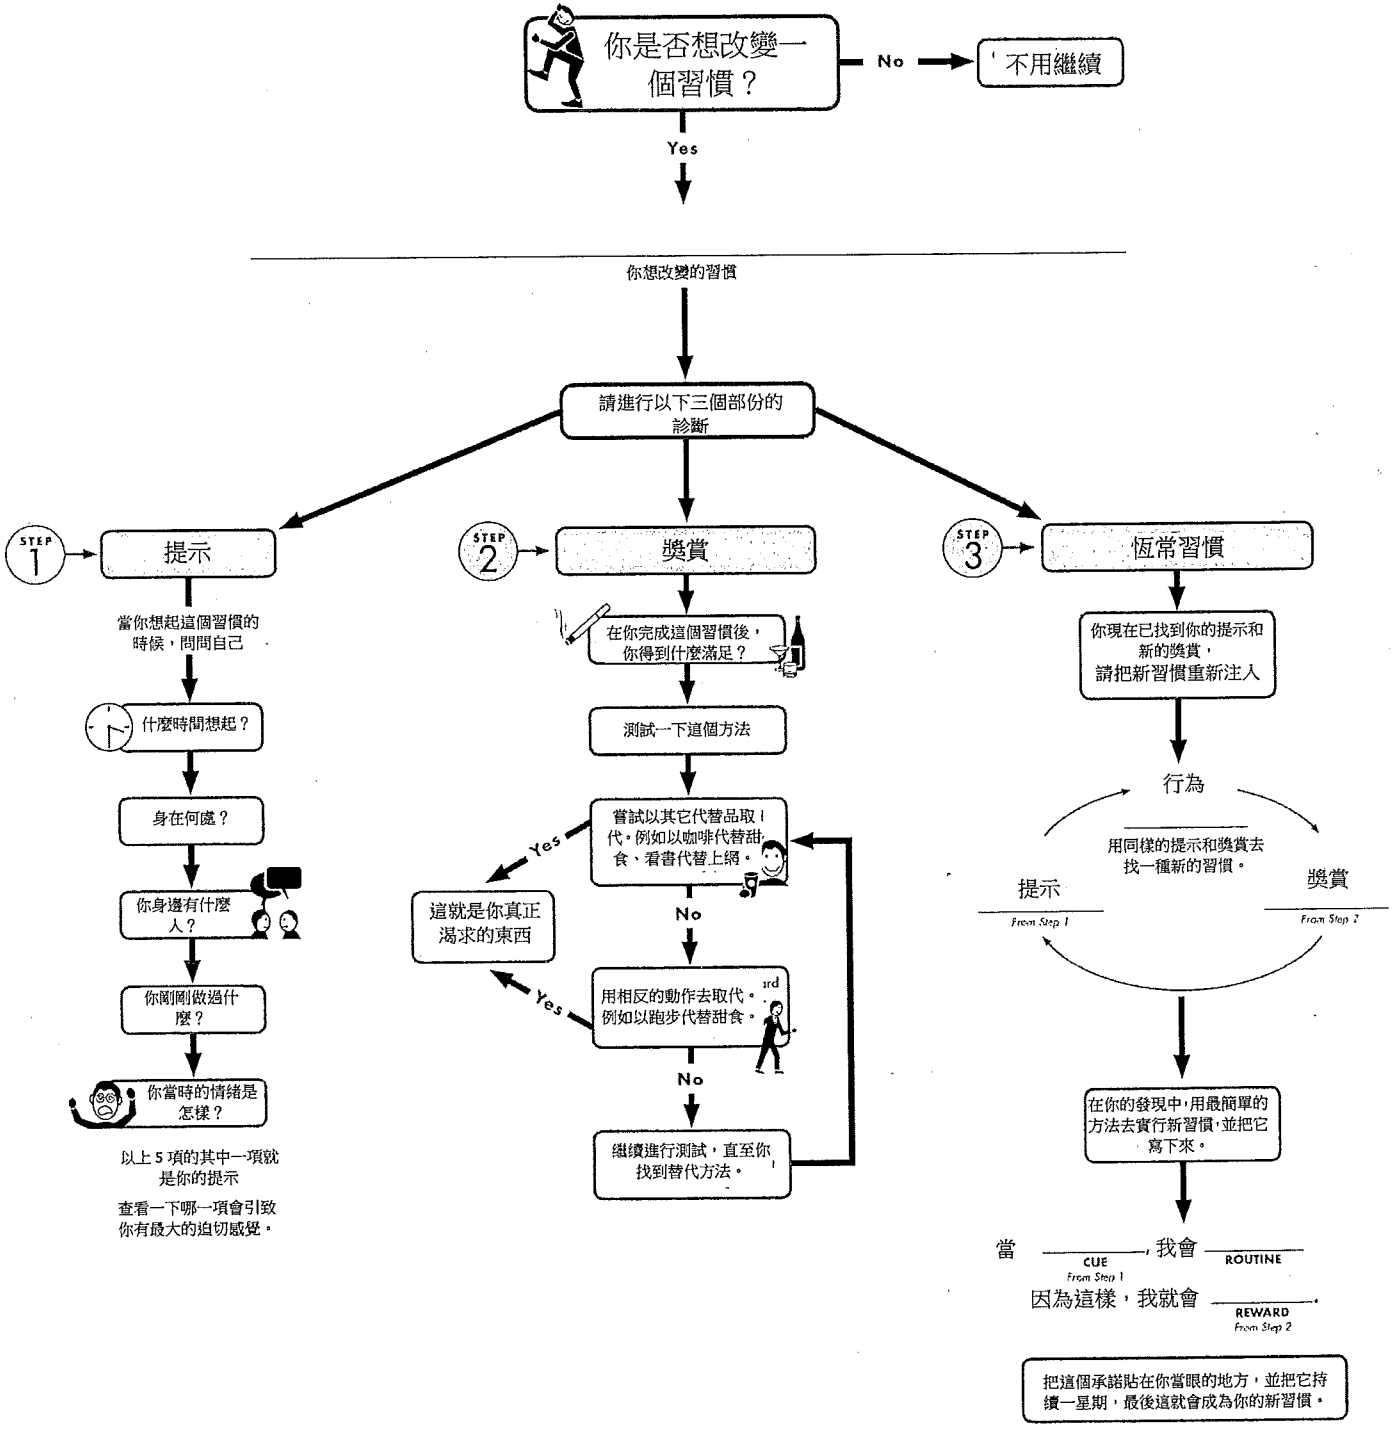 你是否想改變一
個習慣？
No
不用繼續
Yes
你想改變的習慣
請進行以下三個部份的
診斷
STEP
1
提示
當你想起這個習慣的
時候，問問自己
什麼時間想起？
身在何處？
你身邊有什麼
人？
你剛剛做過什
麼？
你當時的情緒是
怎樣？
以上 5 項的其中一項就
是你的提示
查看一下哪一項會引致
你有最大的迫切感覺。
STEP
2
獎賞
在你完成這個習慣後，
你得到什麼滿足？
測試一下這個方法
嘗試以其它代替品取
代。例如以咖啡代替甜
食、看書代替上網。
Yes
這就是你真正
渴求的東西
No
用相反的動作去取代。
例如以跑步代替甜食。
Yes
No
繼續進行測試，直至你
找到替代方法。
STEP
3
恆常習慣
你現在已找到你的提示和
新的獎賞，
請把新習慣重新注入
行為
用同樣的提示和獎賞去
找一種新的習慣。
提示
From Step 1
獎賞
From Step 2
在你的發現中，用最簡單的
方法去實行新習慣，並把它
寫下來。
當 ，我會
CUE ROUTINE
From Step 1
因為這樣，我就會 .
REWARD
From Step 2
把這個承諾貼在你當眼的地方，並把它持
續一星期，最後這就會成為你的新習慣。